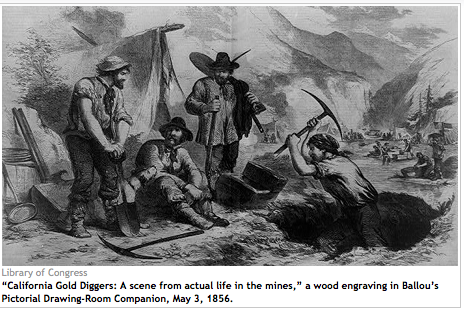 Library of Congress
“California Gold Diggers: A scene from actual life in the mines,” a wood engraving in Ballou’s
Pictorial Drawing-Room Companion, May 3, 1856.